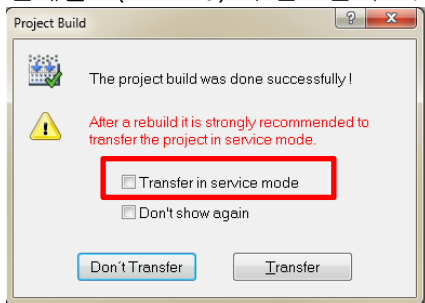 Project Build
The project build was done successfully !
After a rebuild it is strongly recommended to
transfer the project in service mode.
Transfer in service mode
Don't show again
Don´t Transfer
Transfer